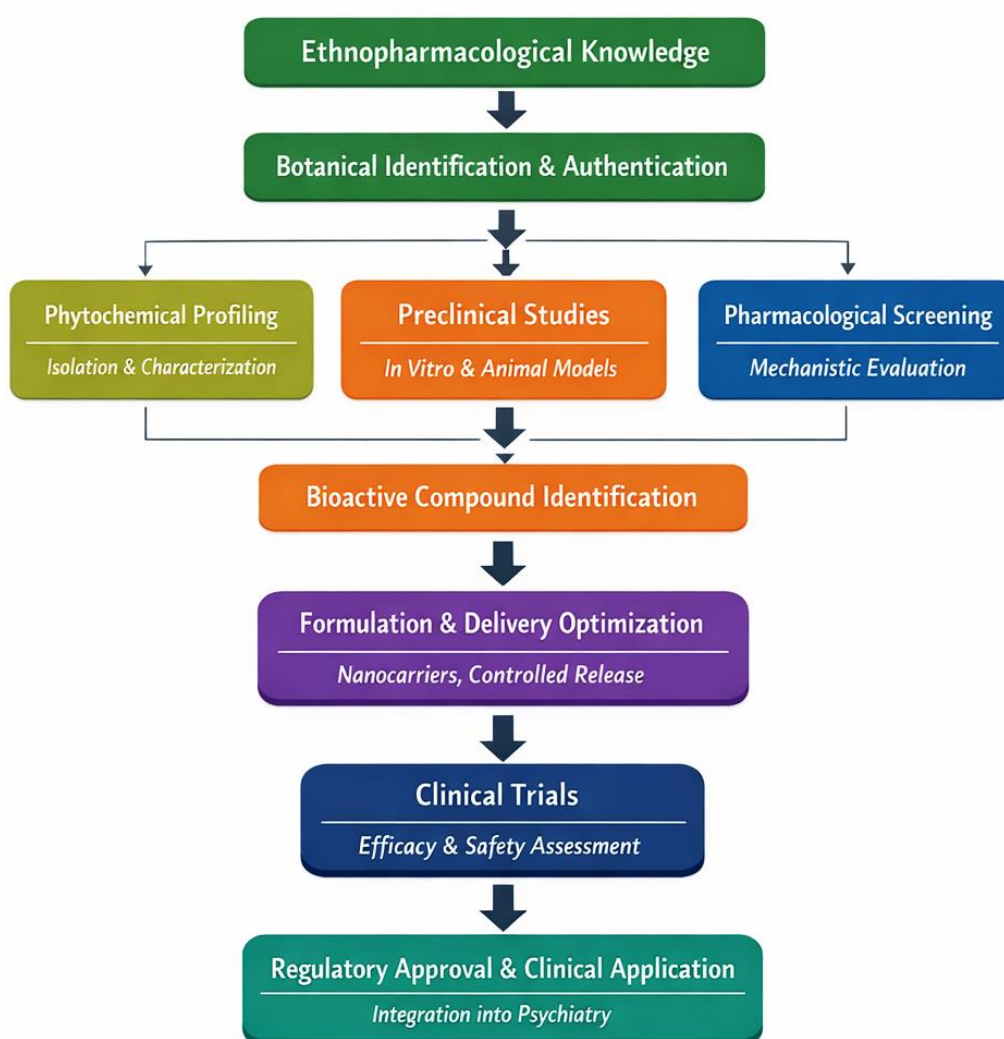 Ethnopharmacological Knowledge
Botanical Identification & Authentication
Phytochemical Profiling
Isolation & Characterization
Preclinical Studies
In Vitro & Animal Models
Pharmacological Screening
Mechanistic Evaluation
Bioactive Compound Identification
Formulation & Delivery Optimization
Nanocarriers, Controlled Release
Clinical Trials
Efficacy & Safety Assessment
Regulatory Approval & Clinical Application
Integration into Psychiatry